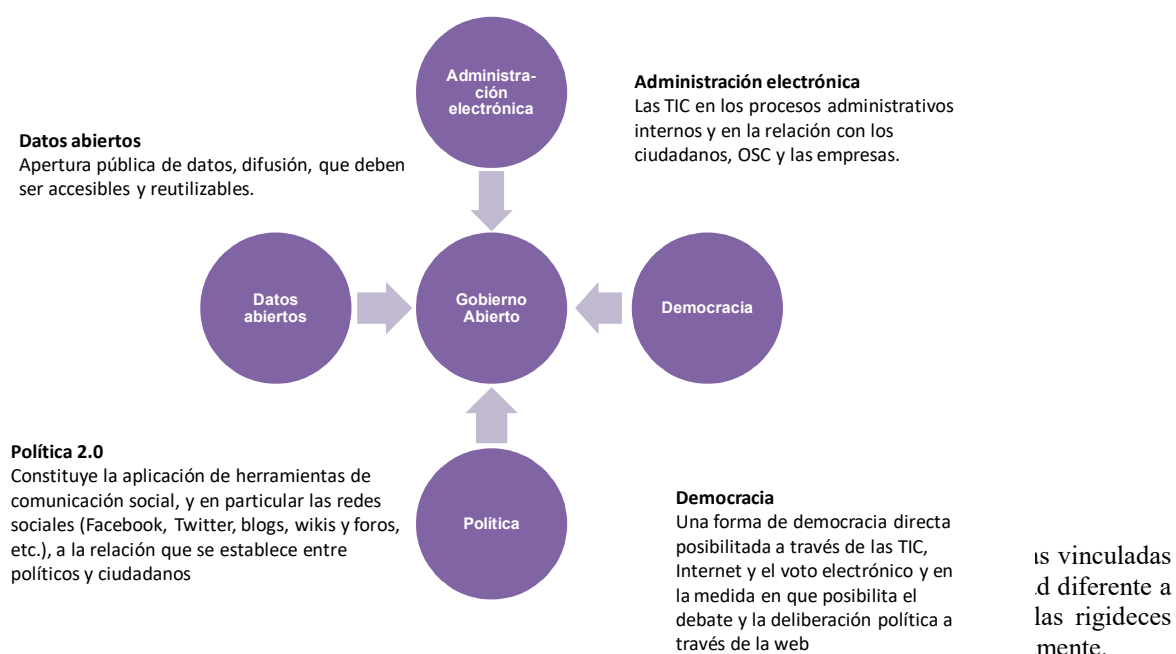 Administra-
ción
electrónica
Administración electrónica
Las TIC en los procesos administrativos
internos y en la relación con los
ciudadanos, OSC y las empresas.
Datos abiertos
Apertura pública de datos, difusión, que deben
ser accesibles y reutilizables.
Datos
abiertos
Gobierno
Abierto
Democracia
Política 2.0
Constituye la aplicación de herramientas de
comunicación social, y en particular las redes
sociales (Facebook, Twitter, blogs, wikis y foros,
etc.), a la relación que se establece entre
políticos y ciudadanos
Política
Democracia
Una forma de democracia directa
posibilitada a través de las TIC,
Internet y el voto electrónico y en
la medida en que posibilita el
debate y la deliberación política a
través de la web
vinculadas
diferente a
las rigideces